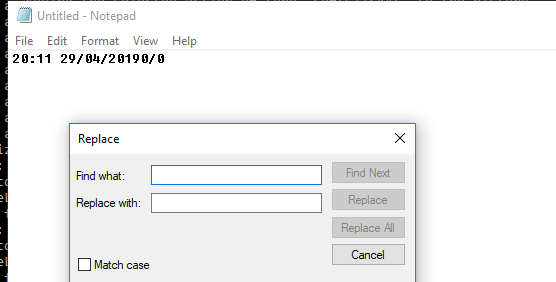 Untitled - Notepad
File Edit Format View Help
20:11 29/04/20190/0
Replace
Find what:
Find Next
Replace with:
Replace
Replace All
Cancel
Match case